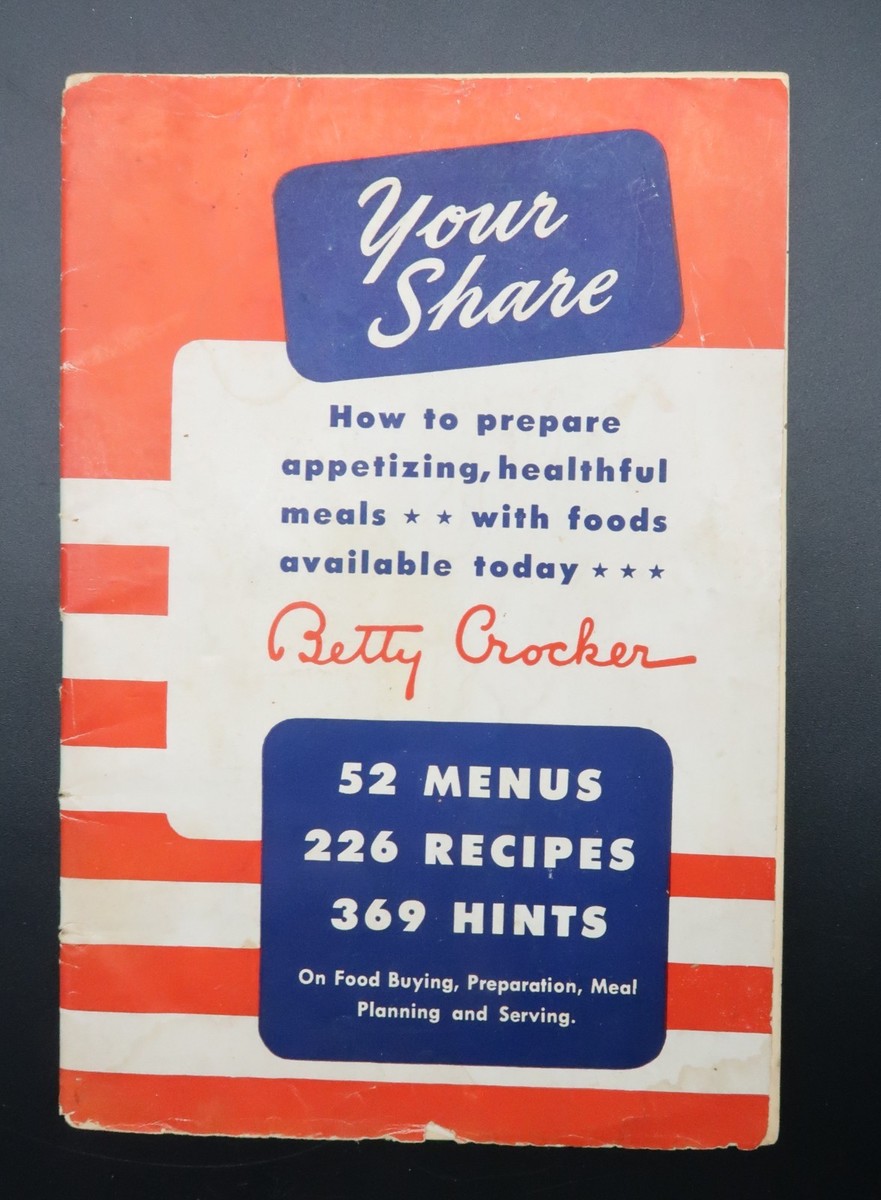 Your
Share
How to prepare
appetizing, healthful
meals ★ ★ with foods
available today ★ ★ ★
Betty Crocker
52 MENUS
226 RECIPES
369 HINTS
On Food Buying, Preparation, Meal
Planning and Serving.